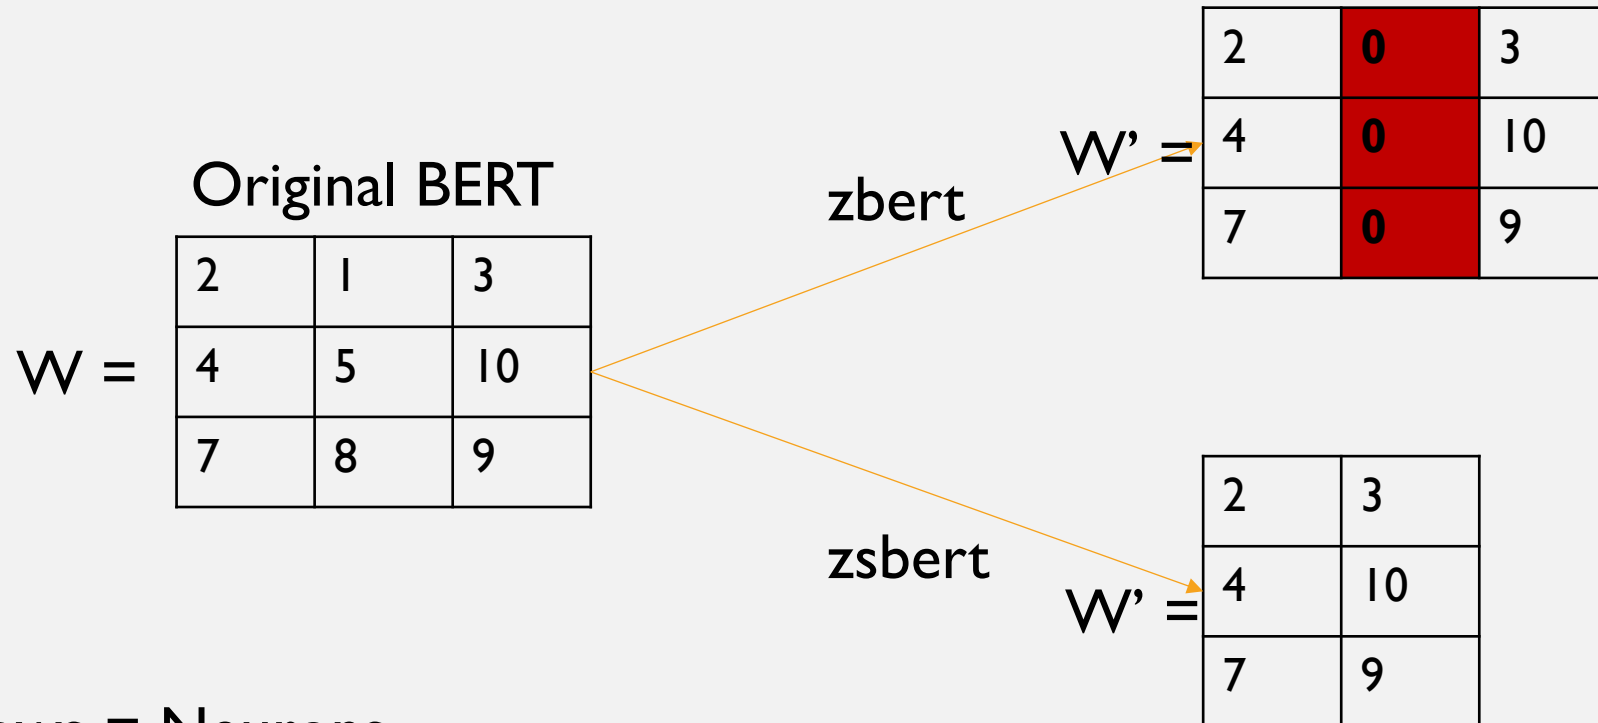 Original BERT
W =
2 1 3
4 5 10
7 8 9
zbert
W’ =
2 0 3
4 0 10
7 0 9
zsbert
W’ =
2 3
4 10
7 9
= Neurons